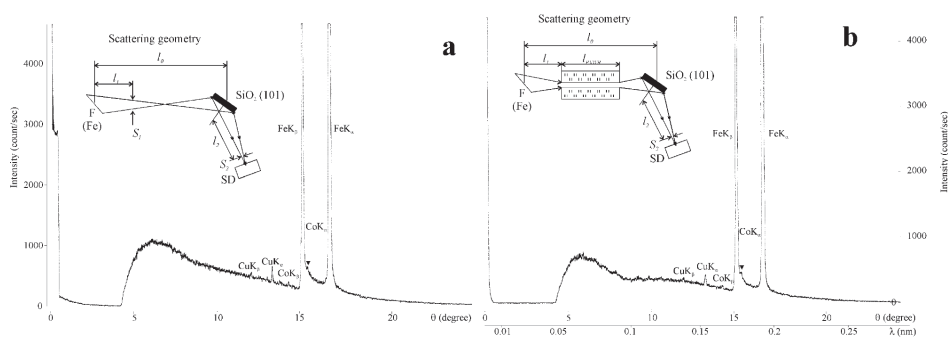 a
Scattering geometry
l₀
l₁
F
(Fe)
S₁
l₂
S₂
SD
SiO₂ (101)
FeKβ
FeKα
CoKα
CuKβ
CuKα
CoKβ
Intensity (count/sec)
4000
3000
2000
1000
0
0 5 10 15 20 θ (degree)
b
Scattering geometry
l₀
l₁
F
(Fe)
l₂
S₂
SD
SiO₂ (101)
FeKβ
FeKα
CoKα
CuKβ
CuKα
CoKβ
Intensity (count/sec)
4000
3000
2000
1000
0
0 5 10 15 20 θ (degree)
0.01 0.05 0.1 0.15 0.2 0.25 λ (nm)